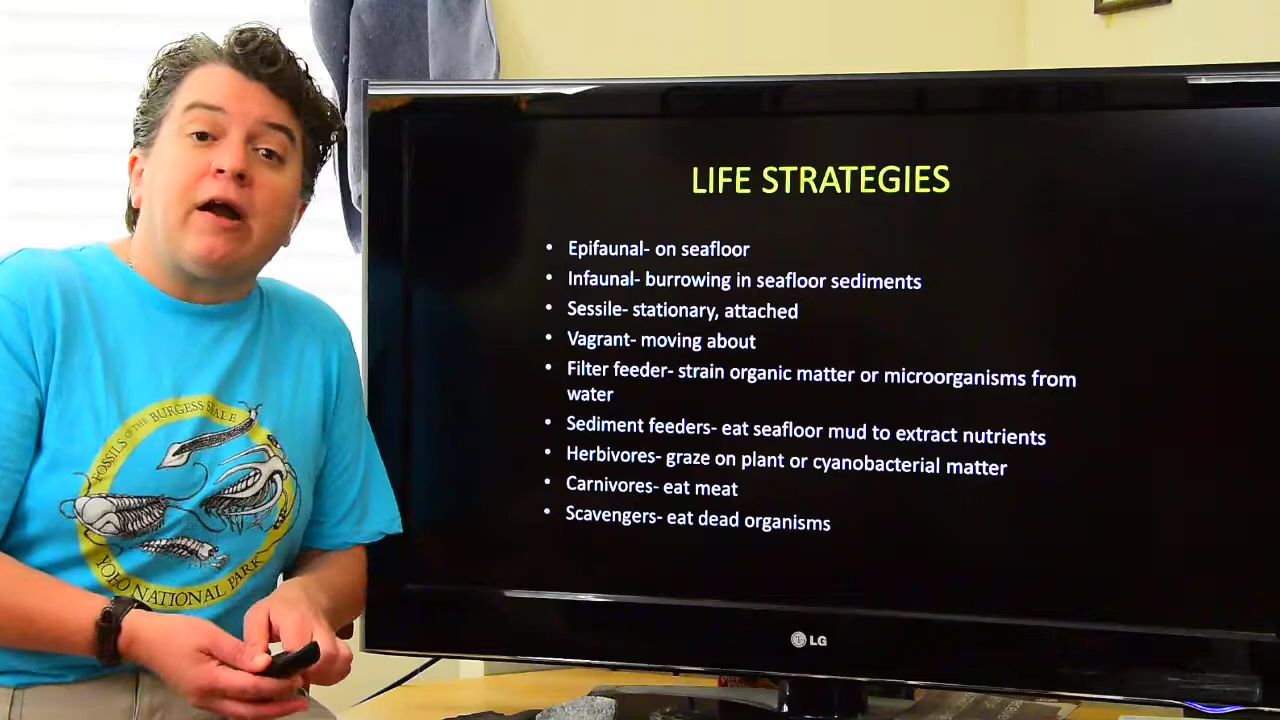 LIFE STRATEGIES
• Epifaunal- on seafloor
• Infaunal- burrowing in seafloor sediments
• Sessile- stationary, attached
• Vagrant- moving about
• Filter feeder- strain organic matter or microorganisms from
water
• Sediment feeders- eat seafloor mud to extract nutrients
• Herbivores- graze on plant or cyanobacterial matter
• Carnivores- eat meat
• Scavengers- eat dead organisms
FOSSILS OF THE BURGESS SHALE
YOHO NATIONAL PARK
LG